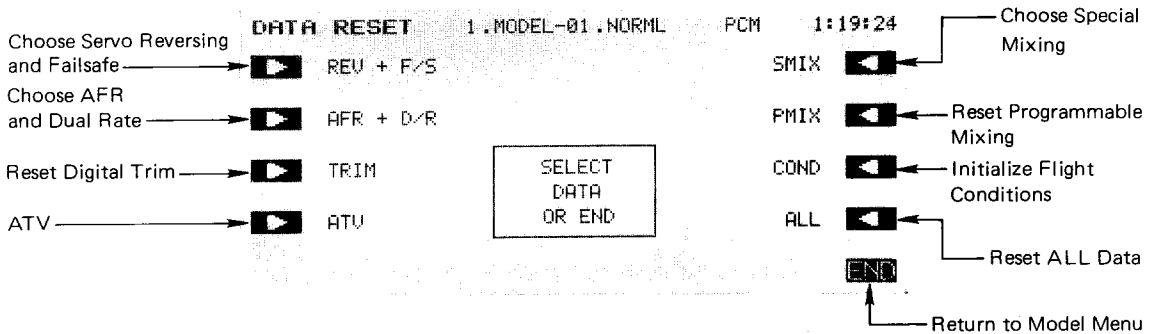 DATA RESET 1.MODEL-01.NORML PCM 1:19:24
Choose Servo Reversing
and Failsafe
REV + F/S
Choose AFR
and Dual Rate
AFR + D/R
Reset Digital Trim
TRIM
ATV
ATV
SELECT
DATA
OR END
Choose Special
Mixing
SMIX
PMIX
Reset Programmable
Mixing
COND
Initialize Flight
Conditions
ALL
Reset ALL Data
END
Return to Model Menu